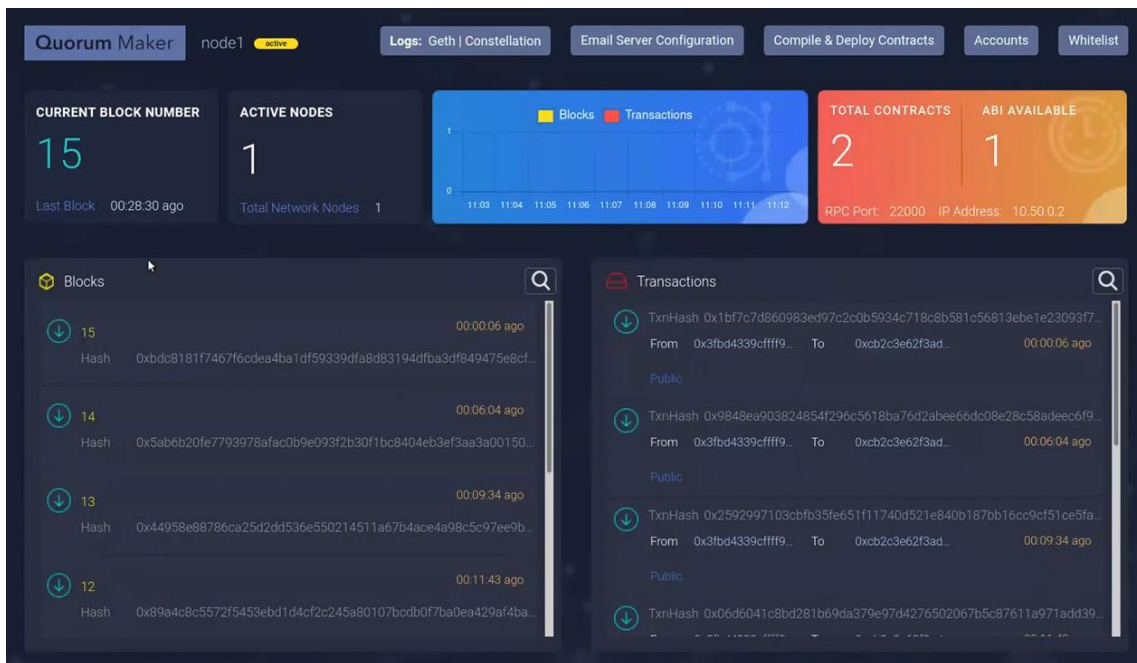 Quorum Maker node1 active Logs: Geth | Constellation Email Server Configuration Compile & Deploy Contracts Accounts Whitelist
CURRENT BLOCK NUMBER
15
Last Block : 00:28:30 ago
ACTIVE NODES
1
Total Network Nodes : 1
Blocks Transactions
1
0
11:03 11:04 11:05 11:06 11:07 11:08 11:09 11:10 11:11 11:12
TOTAL CONTRACTS
2
ABI AVAILABLE
1
RPC Port: 22000 IP Address: 10.50.0.2
Blocks
15 00:00:06 ago
Hash 0xbdc8181f7467f6cdea4ba1df59339dfa8d83194dfba3df849475e8cf...
14 00:06:04 ago
Hash 0x5ab6b20fe7793978afac0b9e093f2b30f1bc8404eb3ef3aa3a00150...
13 00:09:34 ago
Hash 0x44958e88786ca25d2dd536e550214511a67b4ace4a98c5c97ee9b...
12 00:11:43 ago
Hash 0x89a4c8c5572f5453ebd1d4cf2c245a80107bcdb0f7ba0ea429af4ba...
Transactions
TxnHash 0x1bf7c7d860983ed97c2c0b5934c718c8b581c56813ebe1e23093f7...
From 0x3fbd4339cffff9... To 0xcb2c3e62f3ad... 00:00:06 ago
Public
TxnHash 0x9848ea903824854f296c5618ba76d2abee66dc08e28c58adeec6f9...
From 0x3fbd4339cffff9... To 0xcb2c3e62f3ad... 00:06:04 ago
Public
TxnHash 0x2592997103cbfb35fe651f11740d521e840b187bb16cc9cf51ce5fa...
From 0x3fbd4339cffff9... To 0xcb2c3e62f3ad... 00:09:34 ago
Public
TxnHash 0x06d6041c8bd281b69da379e97d4276502067b5c87611a971add39...